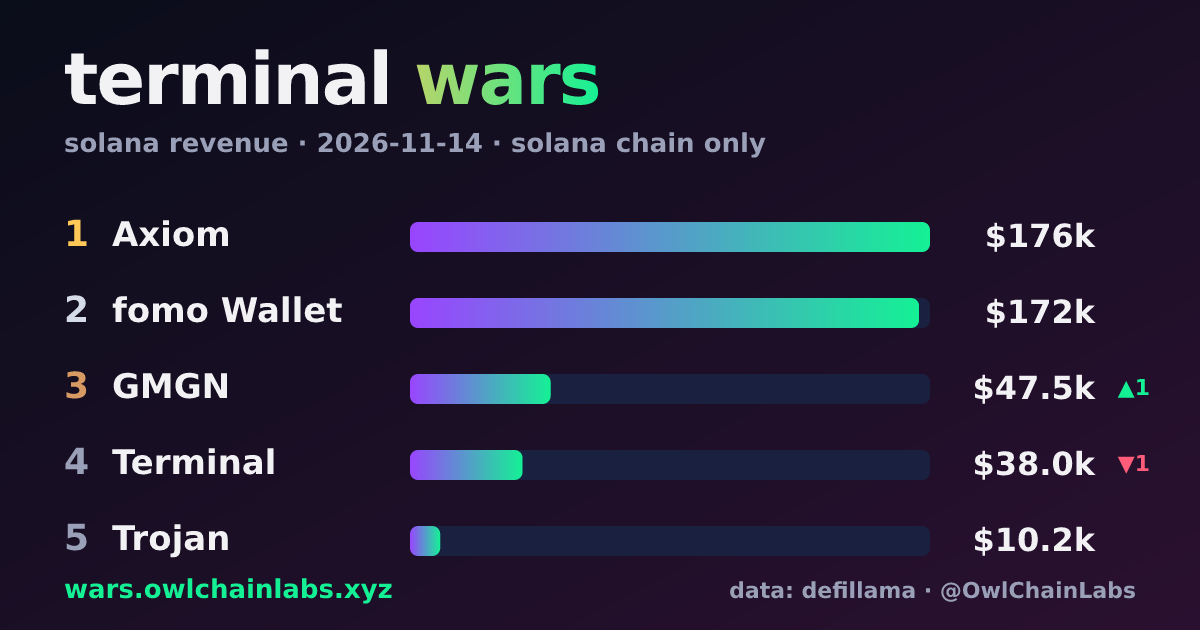 terminal wars
solana revenue · 2026-11-14 · solana chain only
1 Axiom $176k
2 fomo Wallet $172k
3 GMGN $47.5k ▲1
4 Terminal $38.0k ▼1
5 Trojan $10.2k
wars.owlchainlabs.xyz data: defillama · @OwlChainLabs